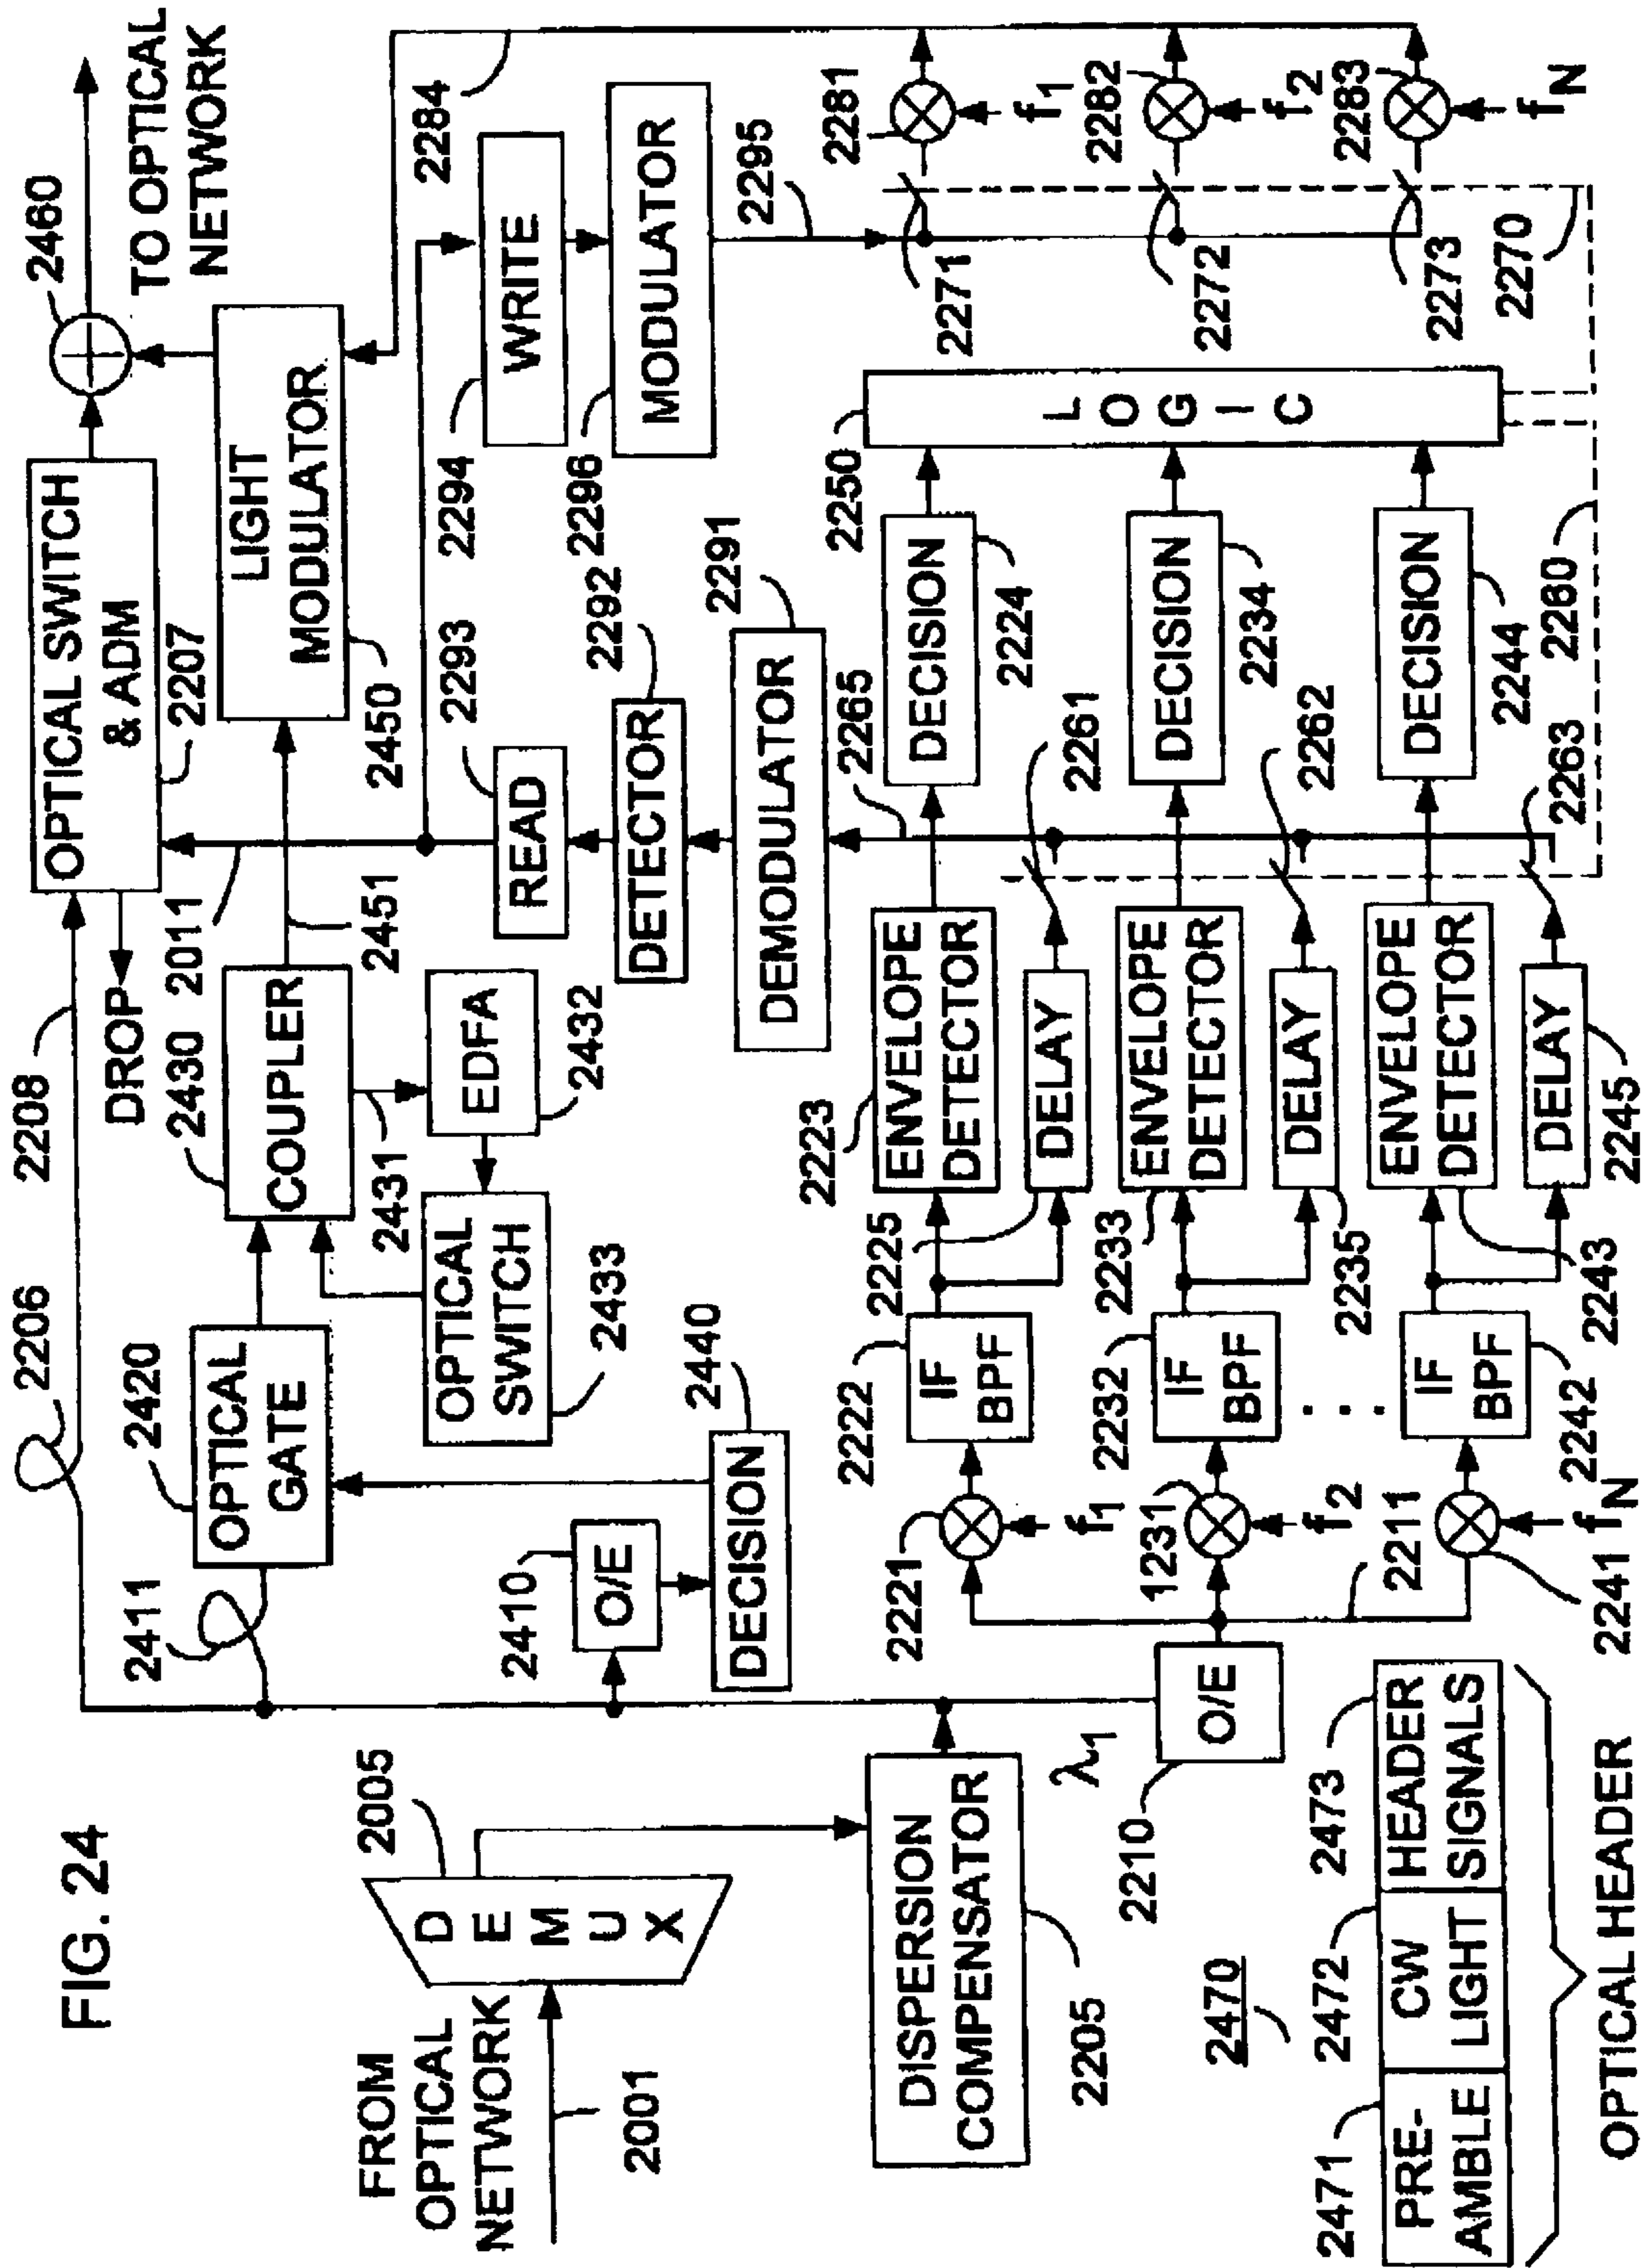 FIG. 24
FROM
OPTICAL
NETWORK
2001
DEMUX
2005
DISPERSION
COMPENSATOR
2205
λ1
2206
2208
2411
OPTICAL
GATE
2420
2410
O/E
DECISION
2440
COUPLER
2430
2431
EDFA
2432
OPTICAL
SWITCH
2433
2451
DROP
2011
OPTICAL SWITCH
& ADM
2207
LIGHT
MODULATOR
2450
2460
TO OPTICAL
NETWORK
2284
READ
2293
DETECTOR
2292
DEMODULATOR
2291
WRITE
2294
MODULATOR
2296
2295
2210
O/E
2211
2221
f1
IF
BPF
2222
ENVELOPE
DETECTOR
2223
DELAY
2225
DECISION
2224
2265
2261
1231
f2
IF
BPF
2232
ENVELOPE
DETECTOR
2233
DELAY
2235
DECISION
2234
2262
. . .
2241
fN
IF
BPF
2242
ENVELOPE
DETECTOR
2243
DELAY
2245
DECISION
2244
2263
2260
LOGIC
2250
2271
2281
f1
2272
2282
f2
2273
2283
fN
2270
2470
2471
PRE-
AMBLE
2472
CW
LIGHT
2473
HEADER
SIGNALS
OPTICAL HEADER